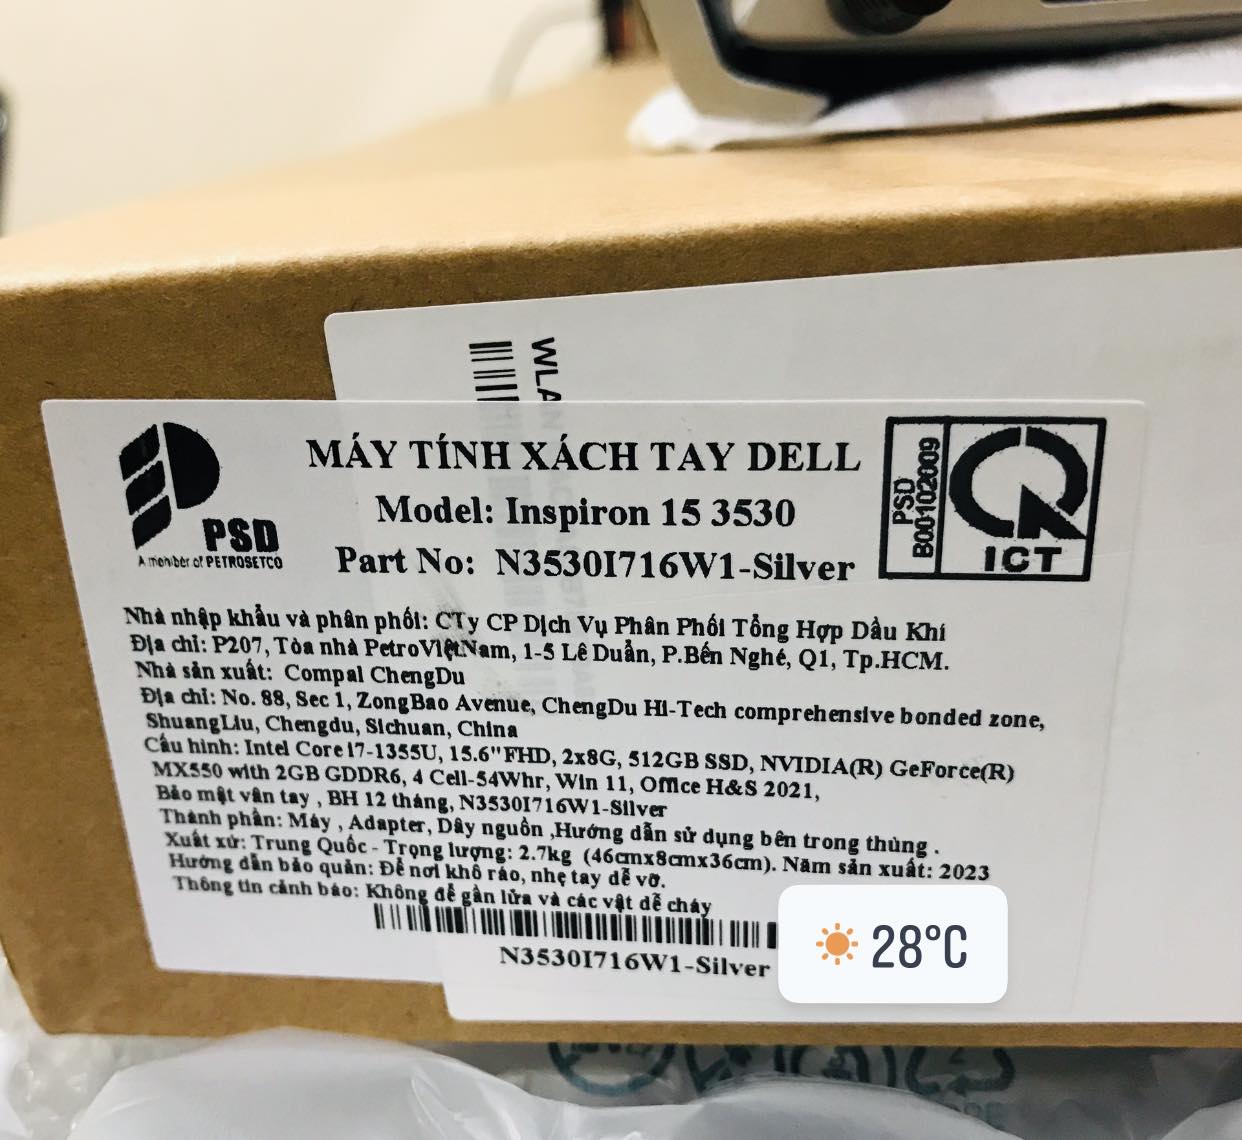 WLAN
PSD
A member of PETROSETCO
MÁY TÍNH XÁCH TAY DELL
Model: Inspiron 15 3530
Part No: N3530I716W1-Silver
PSD
B00102009
ICT
Nhà nhập khẩu và phân phối: CTy CP Dịch Vụ Phân Phối Tổng Hợp Dầu Khí
Địa chỉ: P207, Tòa nhà PetroViệtNam, 1-5 Lê Duẩn, P.Bến Nghé, Q1, Tp.HCM.
Nhà sản xuất: Compal ChengDu
Địa chỉ: No. 88, Sec 1, ZongBao Avenue, ChengDu Hi-Tech comprehensive bonded zone,
ShuangLiu, Chengdu, Sichuan, China
Cấu hình: Intel Core i7-1355U, 15.6"FHD, 2x8G, 512GB SSD, NVIDIA(R) GeForce(R)
MX550 with 2GB GDDR6, 4 Cell-54Whr, Win 11, Office H&S 2021,
Bảo mật vân tay , BH 12 tháng, N3530I716W1-Silver
Thành phần: Máy , Adapter, Dây nguồn ,Hướng dẫn sử dụng bên trong thùng .
Xuất xứ: Trung Quốc - Trọng lượng: 2.7kg (46cmx8cmx36cm). Năm sản xuất: 2023
Hướng dẫn bảo quản: Để nơi khô ráo, nhẹ tay dễ vỡ.
Thông tin cảnh báo: Không để gần lửa và các vật dễ cháy
N3530I716W1-Silver
28°C